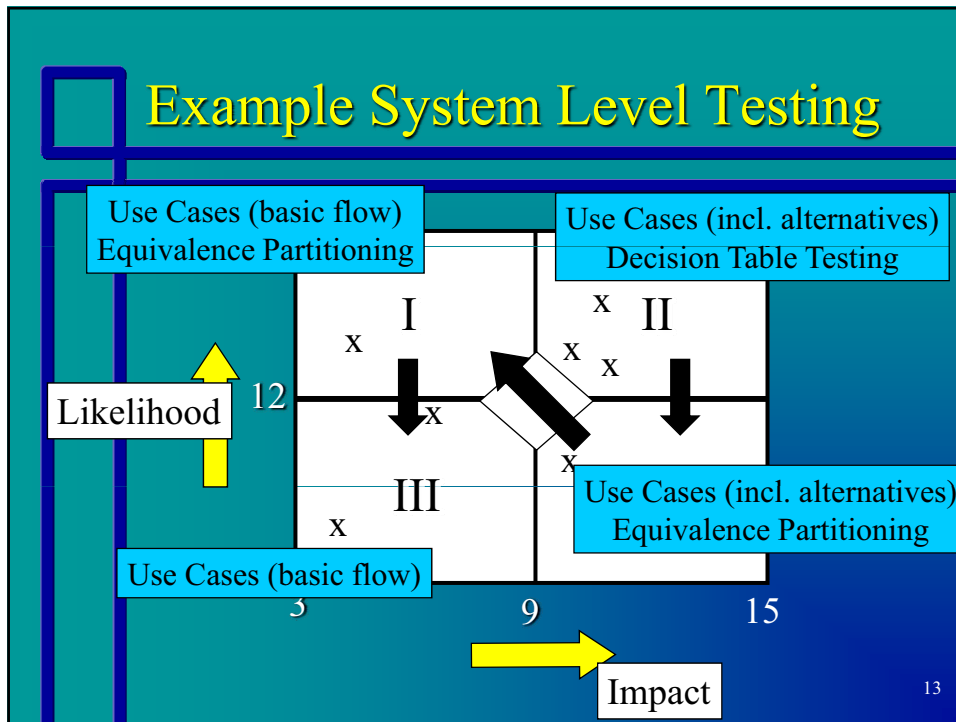 Example System Level Testing
Use Cases (basic flow)
Equivalence Partitioning
Use Cases (incl. alternatives)
Decision Table Testing
I
II
x
x
x
x
Likelihood
12
x
x
III
x
Use Cases (incl. alternatives)
Equivalence Partitioning
Use Cases (basic flow)
3
9
15
Impact
13